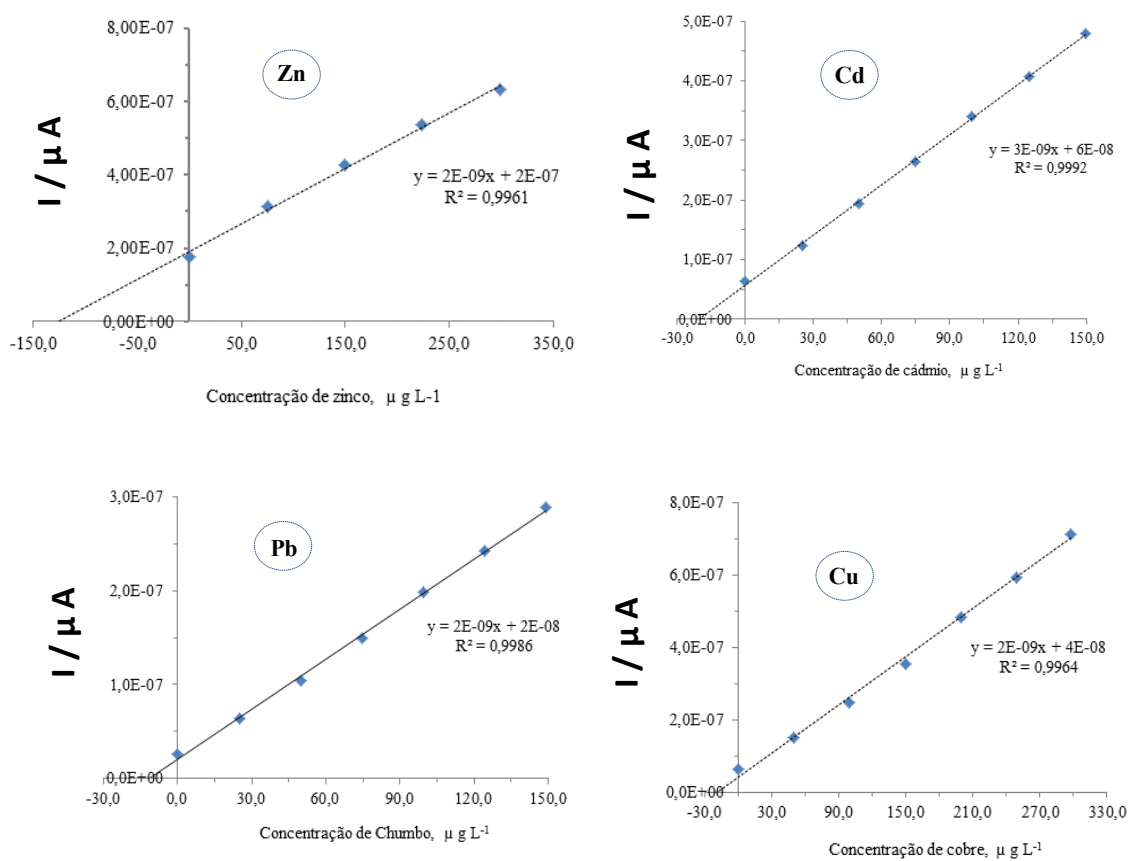 8,00E-07
6,00E-07
4,00E-07
2,00E-07
0,00E+00
I / µ A
Zn
y = 2E-09x + 2E-07
R² = 0,9961
-150,0 -50,0 50,0 150,0 250,0 350,0
Concentração de zinco, µ g L-1
5,0E-07
4,0E-07
3,0E-07
2,0E-07
1,0E-07
0,0E+00
I / µ A
Cd
y = 3E-09x + 6E-08
R² = 0,9992
-30,0 0,0 30,0 60,0 90,0 120,0 150,0
Concentração de cádmio, µ g L⁻¹
3,0E-07
2,0E-07
1,0E-07
0,0E+00
I / µ A
Pb
y = 2E-09x + 2E-08
R² = 0,9986
-30,0 0,0 30,0 60,0 90,0 120,0 150,0
Concentração de Chumbo, µ g L⁻¹
8,0E-07
6,0E-07
4,0E-07
2,0E-07
0,0E+00
I / µ A
Cu
y = 2E-09x + 4E-08
R² = 0,9964
-30,0 30,0 90,0 150,0 210,0 270,0 330,0
Concentração de cobre, µ g L⁻¹